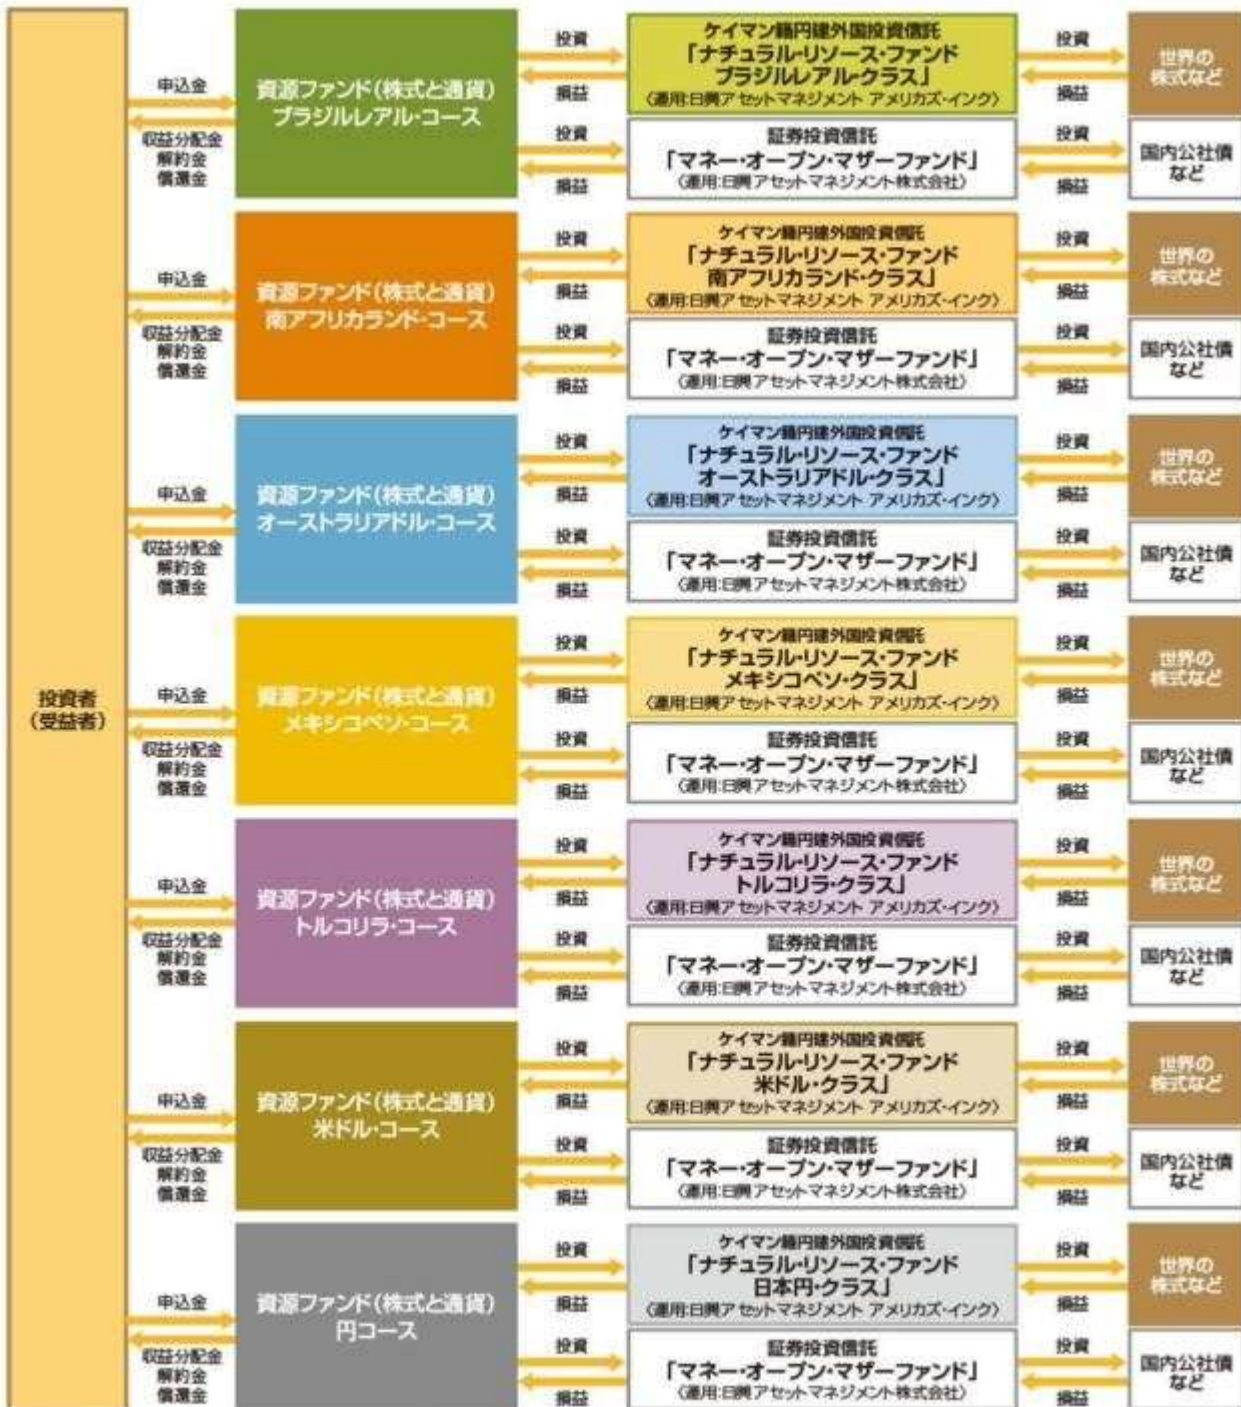 投資者
(受益者)
申込金
収益分配金
解約金
償還金
資源ファンド(株式と通貨)
ブラジルレアル・コース
投資
損益
ケイマン籍円建外国投資信託
「ナチュラル・リソース・ファンド
ブラジルレアル・クラス」
〈運用:日興アセットマネジメント アメリカズ・インク〉
投資
損益
世界の
株式など
投資
損益
証券投資信託
「マネー・オープン・マザーファンド」
〈運用:日興アセットマネジメント株式会社〉
投資
損益
国内公社債
など
申込金
収益分配金
解約金
償還金
資源ファンド(株式と通貨)
南アフリカランド・コース
投資
損益
ケイマン籍円建外国投資信託
「ナチュラル・リソース・ファンド
南アフリカランド・クラス」
〈運用:日興アセットマネジメント アメリカズ・インク〉
投資
損益
世界の
株式など
投資
損益
証券投資信託
「マネー・オープン・マザーファンド」
〈運用:日興アセットマネジメント株式会社〉
投資
損益
国内公社債
など
申込金
収益分配金
解約金
償還金
資源ファンド(株式と通貨)
オーストラリアドル・コース
投資
損益
ケイマン籍円建外国投資信託
「ナチュラル・リソース・ファンド
オーストラリアドル・クラス」
〈運用:日興アセットマネジメント アメリカズ・インク〉
投資
損益
世界の
株式など
投資
損益
証券投資信託
「マネー・オープン・マザーファンド」
〈運用:日興アセットマネジメント株式会社〉
投資
損益
国内公社債
など
申込金
収益分配金
解約金
償還金
資源ファンド(株式と通貨)
メキシコペソ・コース
投資
損益
ケイマン籍円建外国投資信託
「ナチュラル・リソース・ファンド
メキシコペソ・クラス」
〈運用:日興アセットマネジメント アメリカズ・インク〉
投資
損益
世界の
株式など
投資
損益
証券投資信託
「マネー・オープン・マザーファンド」
〈運用:日興アセットマネジメント株式会社〉
投資
損益
国内公社債
など
申込金
収益分配金
解約金
償還金
資源ファンド(株式と通貨)
トルコリラ・コース
投資
損益
ケイマン籍円建外国投資信託
「ナチュラル・リソース・ファンド
トルコリラ・クラス」
〈運用:日興アセットマネジメント アメリカズ・インク〉
投資
損益
世界の
株式など
投資
損益
証券投資信託
「マネー・オープン・マザーファンド」
〈運用:日興アセットマネジメント株式会社〉
投資
損益
国内公社債
など
申込金
収益分配金
解約金
償還金
資源ファンド(株式と通貨)
米ドル・コース
投資
損益
ケイマン籍円建外国投資信託
「ナチュラル・リソース・ファンド
米ドル・クラス」
〈運用:日興アセットマネジメント アメリカズ・インク〉
投資
損益
世界の
株式など
投資
損益
証券投資信託
「マネー・オープン・マザーファンド」
〈運用:日興アセットマネジメント株式会社〉
投資
損益
国内公社債
など
申込金
収益分配金
解約金
償還金
資源ファンド(株式と通貨)
円コース
投資
損益
ケイマン籍円建外国投資信託
「ナチュラル・リソース・ファンド
日本円・クラス」
〈運用:日興アセットマネジメント アメリカズ・インク〉
投資
損益
世界の
株式など
投資
損益
証券投資信託
「マネー・オープン・マザーファンド」
〈運用:日興アセットマネジメント株式会社〉
投資
損益
国内公社債
など